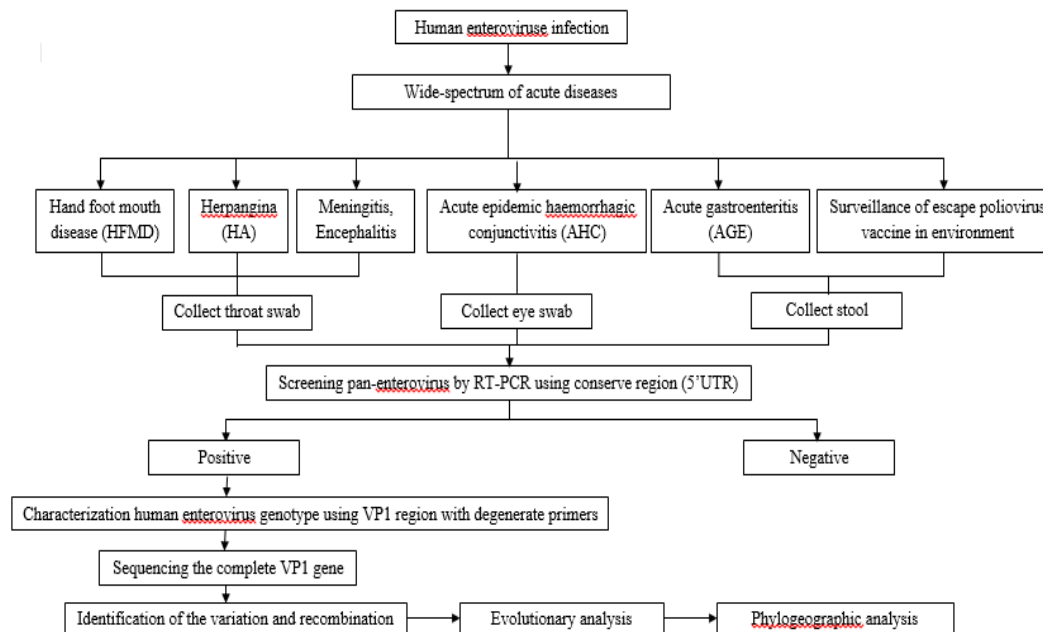 Human enteroviruse infection
Wide-spectrum of acute diseases
Hand foot mouth
disease (HFMD)
Herpangina
(HA)
Meningitis,
Encephalitis
Acute epidemic haemorrhagic
conjunctivitis (AHC)
Acute gastroenteritis
(AGE)
Surveillance of escape poliovirus
vaccine in environment
Collect throat swab
Collect eye swab
Collect stool
Screening pan-enterovirus by RT-PCR using conserve region (5’UTR)
Positive
Negative
Characterization human enterovirus genotype using VP1 region with degenerate primers
Sequencing the complete VP1 gene
Identification of the variation and recombination
Evolutionary analysis
Phylogeographic analysis